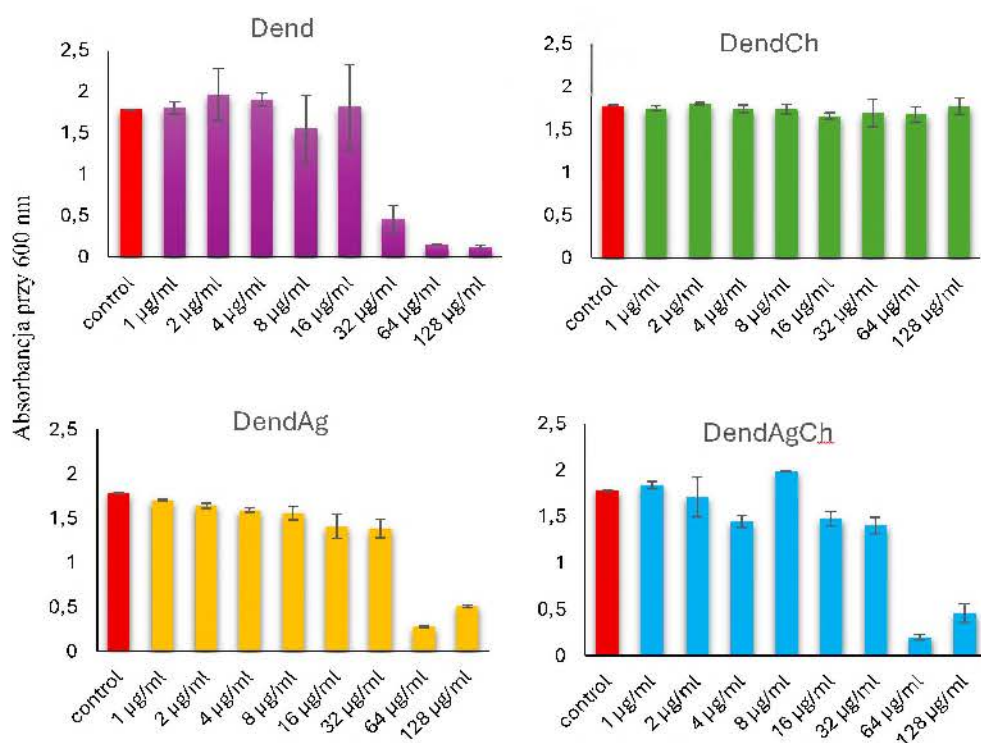 Absorbancja przy 600 nm
Dend
2,5
2
1,5
1
0,5
0
control
1 µg/ml
2 µg/ml
4 µg/ml
8 µg/ml
16 µg/ml
32 µg/ml
64 µg/ml
128 µg/ml
DendCh
2,5
2
1,5
1
0,5
0
control
1 µg/ml
2 µg/ml
4 µg/ml
8 µg/ml
16 µg/ml
32 µg/ml
64 µg/ml
128 µg/ml
DendAg
2,5
2
1,5
1
0,5
0
control
1 µg/ml
2 µg/ml
4 µg/ml
8 µg/ml
16 µg/ml
32 µg/ml
64 µg/ml
128 µg/ml
DendAgCh
2,5
2
1,5
1
0,5
0
control
1 µg/ml
2 µg/ml
4 µg/ml
8 µg/ml
16 µg/ml
32 µg/ml
64 µg/ml
128 µg/ml